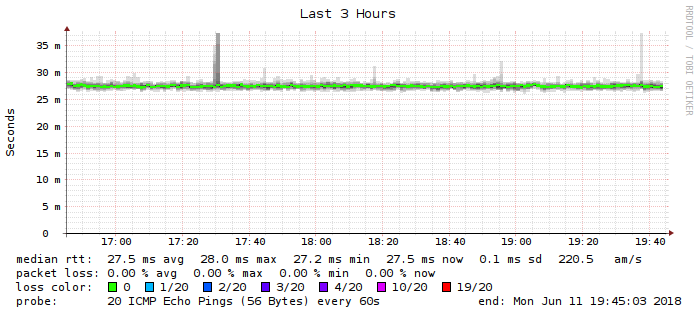 Last 3 Hours
RRDTOOL / TOBI OETIKER
Seconds
35 m
30 m
25 m
20 m
15 m
10 m
5 m
0
17:00 17:20 17:40 18:00 18:20 18:40 19:00 19:20 19:40
median rtt: 27.5 ms avg 28.0 ms max 27.2 ms min 27.5 ms now 0.1 ms sd 220.5 am/s
packet loss: 0.00 % avg 0.00 % max 0.00 % min 0.00 % now
loss color: 0 1/20 2/20 3/20 4/20 10/20 19/20
probe: 20 ICMP Echo Pings (56 Bytes) every 60s end: Mon Jun 11 19:45:03 2018